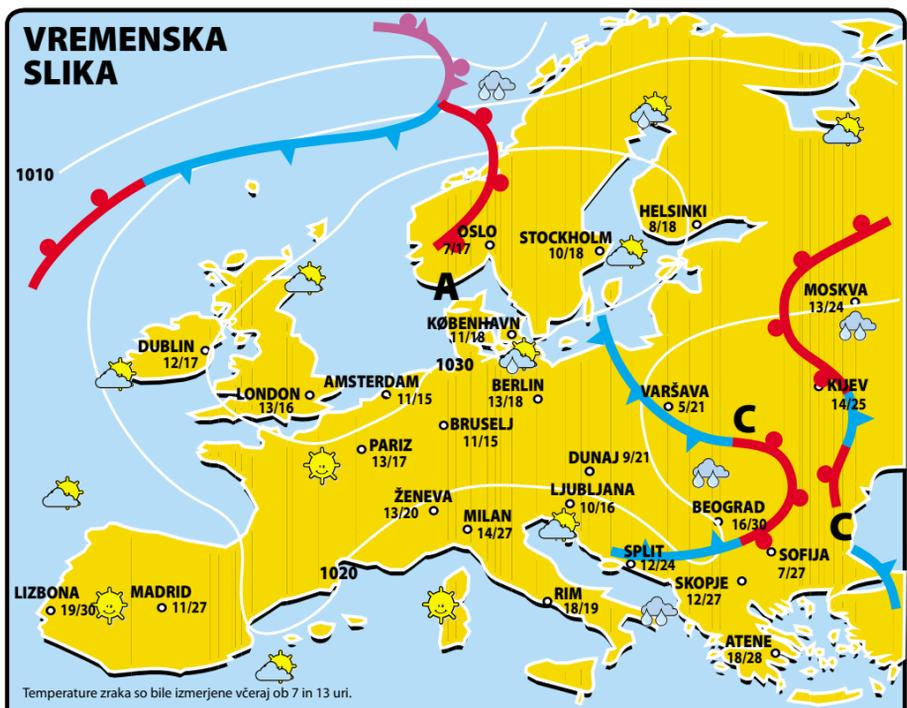 VREMENSKA
SLIKA
1010
HELSINKI
8/18
OSLO
7/17
STOCKHOLM
10/18
A
MOSKVA
13/24
KØBENHAVN
11/18
DUBLIN
12/17
1030
LONDON
13/16
AMSTERDAM
11/15
BERLIN
13/18
VARŠAVA
5/21
KIJEV
14/25
C
BRUSELJ
11/15
PARIZ
13/17
DUNAJ 9/21
ŽENEVA
13/20
LJUBLJANA
10/16
MILAN
14/27
BEOGRAD
16/30
C
SPLIT
12/24
SOFIJA
7/27
1020
SKOPJE
12/27
LIZBONA
19/30
MADRID
11/27
RIM
18/19
ATENE
18/28
Temperature zraka so bile izmerjene včeraj ob 7 in 13 uri.